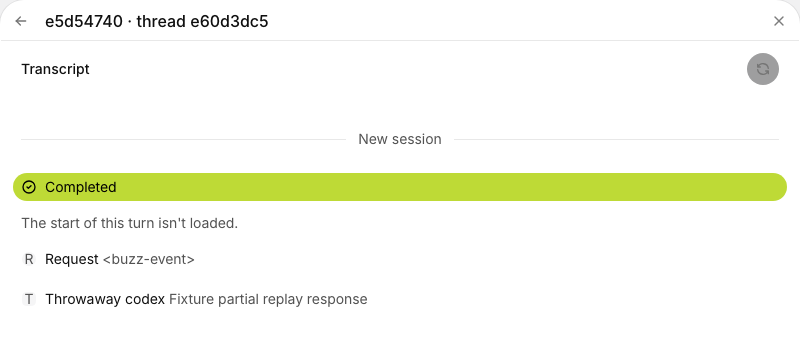 e5d54740 · thread e60d3dc5
Transcript
New session
Completed
The start of this turn isn't loaded.
R Request <buzz-event>
T Throwaway codex Fixture partial replay response